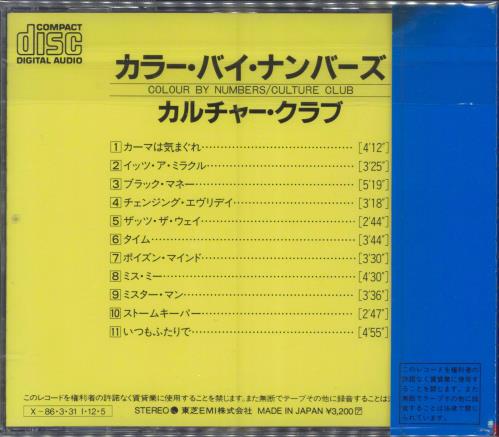 COMPACT
disc
DIGITAL AUDIO
カラー・バイ・ナンバーズ
COLOUR BY NUMBERS/CULTURE CLUB
カルチャー・クラブ
1 カーマは気まぐれ [4'12"]
2 イッツ・ア・ミラクル [3'25"]
3 ブラック・マネー [5'19"]
4 チェンジング・エヴリデイ [3'18"]
5 ザッツ・ザ・ウェイ [2'44"]
6 タイム [3'44"]
7 ポイズン・マインド [3'30"]
8 ミス・ミー [4'30"]
9 ミスター・マン [3'36"]
10 ストームキーパー [2'47"]
11 いつもふたりで [4'55"]
このレコードを権利者の許諾なく賃貸業に使用することを禁じます。また無断でテープその他に録音することは
X-86・3・31 I・12・5
STEREO 東芝EMI株式会社 MADE IN JAPAN ¥3,200
このレコードを権利者の
許諾なく賃貸業に使用す
ることを禁じます。また
無断でテープその他に録
音することは法律で禁じ
られています。